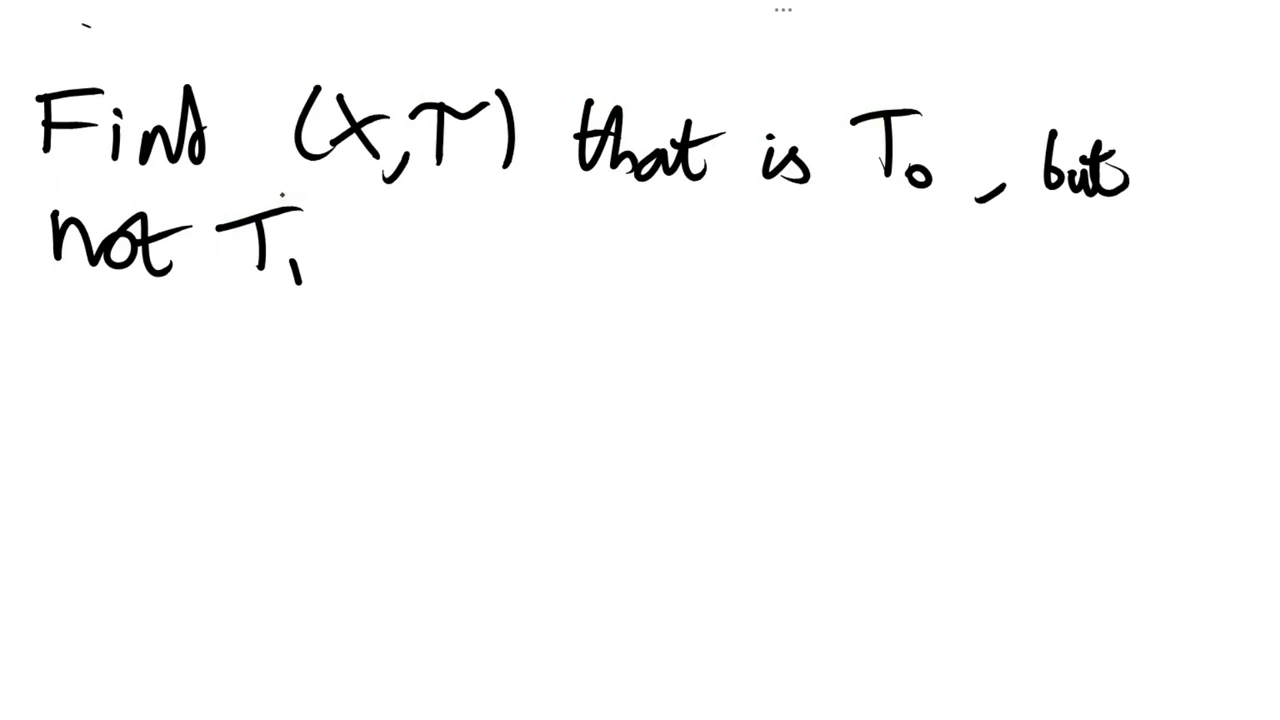 Find (X,τ) that is T₀, but
not T₁